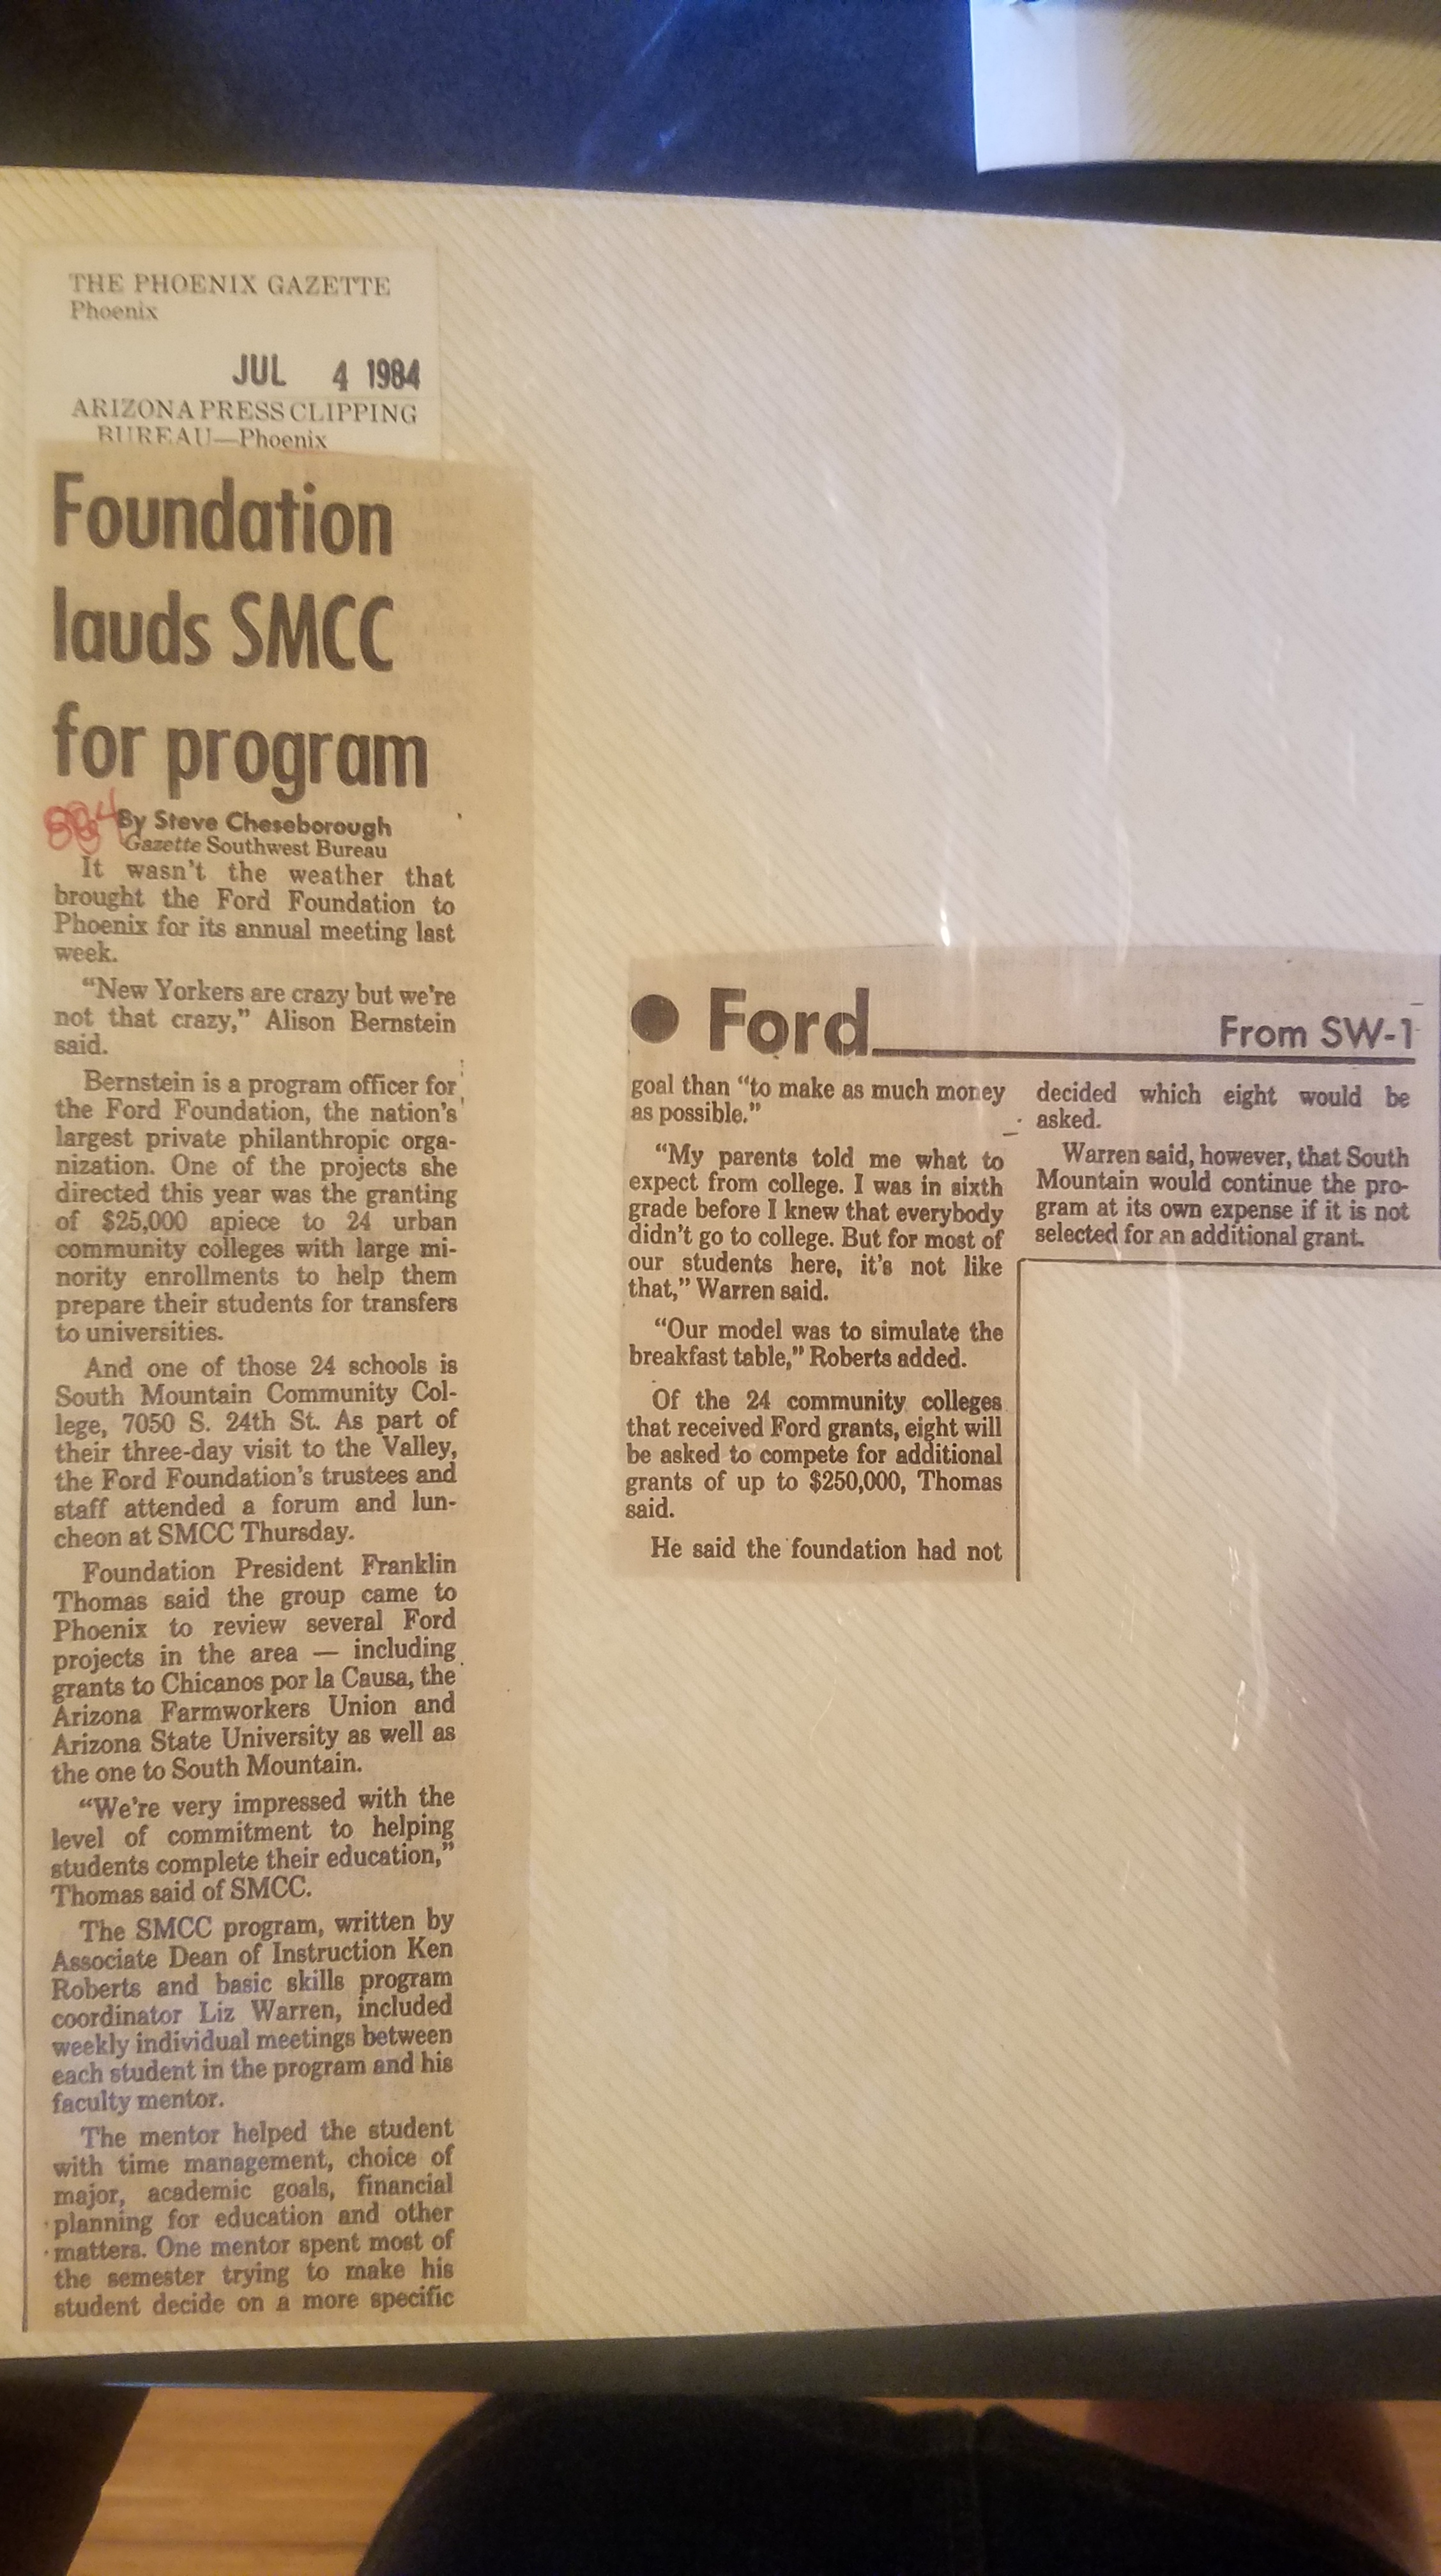 THE PHOENIX GAZETTE
Phoenix
JUL 4 1984
ARIZONA PRESS CLIPPING
BUREAU—Phoenix
Foundation
lauds SMCC
for program
By Steve Cheseborough
Gazette Southwest Bureau
It wasn't the weather that
brought the Ford Foundation to
Phoenix for its annual meeting last
week.
“New Yorkers are crazy but we're
not that crazy,” Alison Bernstein
said.
Bernstein is a program officer for
the Ford Foundation, the nation's
largest private philanthropic orga-
nization. One of the projects she
directed this year was the granting
of $25,000 apiece to 24 urban
community colleges with large mi-
nority enrollments to help them
prepare their students for transfers
to universities.
And one of those 24 schools is
South Mountain Community Col-
lege, 7050 S. 24th St. As part of
their three-day visit to the Valley,
the Ford Foundation's trustees and
staff attended a forum and lun-
cheon at SMCC Thursday.
Foundation President Franklin
Thomas said the group came to
Phoenix to review several Ford
projects in the area — including
grants to Chicanos por la Causa, the
Arizona Farmworkers Union and
Arizona State University as well as
the one to South Mountain.
“We're very impressed with the
level of commitment to helping
students complete their education,”
Thomas said of SMCC.
The SMCC program, written by
Associate Dean of Instruction Ken
Roberts and basic skills program
coordinator Liz Warren, included
weekly individual meetings between
each student in the program and his
faculty mentor.
The mentor helped the student
with time management, choice of
major, academic goals, financial
planning for education and other
matters. One mentor spent most of
the semester trying to make his
student decide on a more specific
● Ford
From SW-1
goal than “to make as much money
as possible.”
“My parents told me what to
expect from college. I was in sixth
grade before I knew that everybody
didn't go to college. But for most of
our students here, it's not like
that,” Warren said.
“Our model was to simulate the
breakfast table,” Roberts added.
Of the 24 community colleges
that received Ford grants, eight will
be asked to compete for additional
grants of up to $250,000, Thomas
said.
He said the foundation had not
decided which eight would be
asked.
Warren said, however, that South
Mountain would continue the pro-
gram at its own expense if it is not
selected for an additional grant.